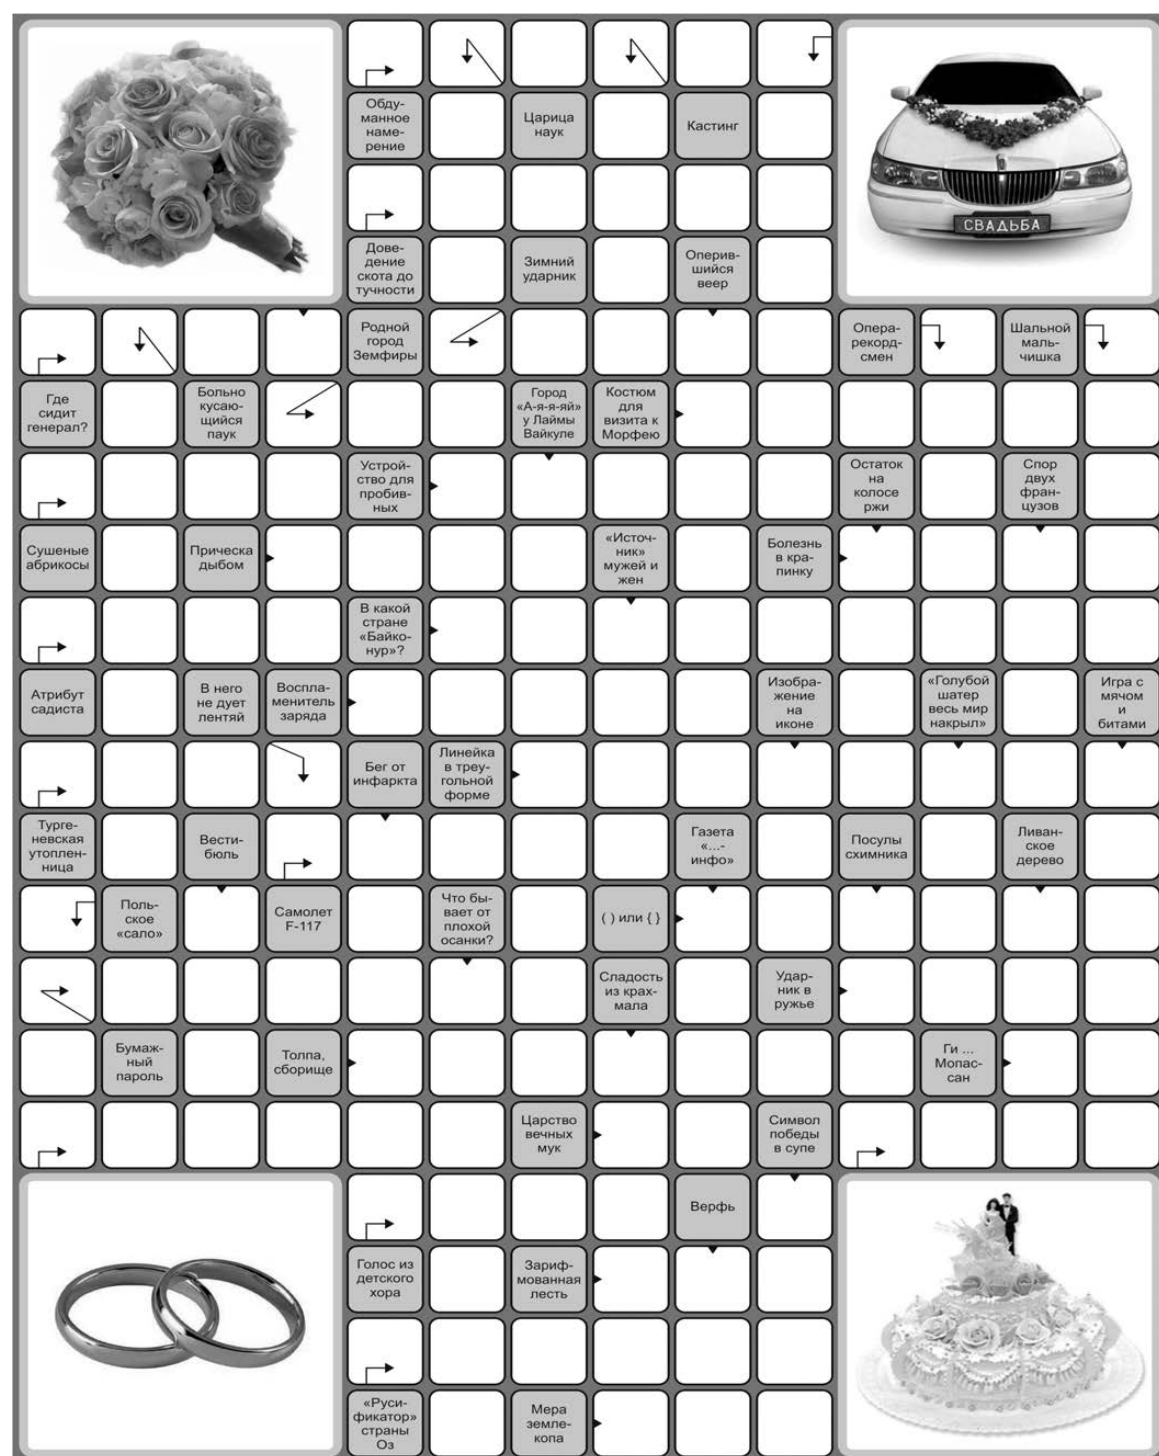 Обду-
манное
наме-
рение
Царица
наук
Кастинг
СВАДЬБА
Дове-
дение
скота до
тучности
Зимний
ударник
Оперив-
шийся
веер
Родной
город
Земфиры
Опера-
рекорд-
смен
Шальной
маль-
чишка
Где
сидит
генерал?
Больно
кусаю-
щийся
паук
Город
«А-я-я-яй»
у Лаймы
Вайкуле
Костюм
для
визита к
Морфею
Устрой-
ство для
пробив-
ных
Остаток
на
колосе
ржи
Спор
двух
фран-
цузов
Сушеные
абрикосы
Прическа
дыбом
«Источ-
ник»
мужей и
жен
Болезнь
в кра-
пинку
В какой
стране
«Байко-
нур»?
Атрибут
садиста
В него
не дует
лентяй
Воспла-
менитель
заряда
Изобра-
жение
на
иконе
«Голубой
шатер
весь мир
накрыл»
Игра с
мячом
и
битами
Бег от
инфаркта
Линейка
в треу-
гольной
форме
Турге-
невская
утоплен-
ница
Вести-
бюль
Газета
«...-
инфо»
Посулы
схимника
Ливан-
ское
дерево
Поль-
ское
«сало»
Самолет
F-117
Что бы-
вает от
плохой
осанки?
( ) или { }
Сладость
из крах-
мала
Удар-
ник в
ружье
Бумаж-
ный
пароль
Толпа,
сборище
Ги ...
Мопас-
сан
Царство
вечных
мук
Символ
победы
в супе
Верфь
Голос из
детского
хора
Зариф-
мованная
лесть
«Руси-
фикатор»
страны
Оз
Мера
земле-
копа